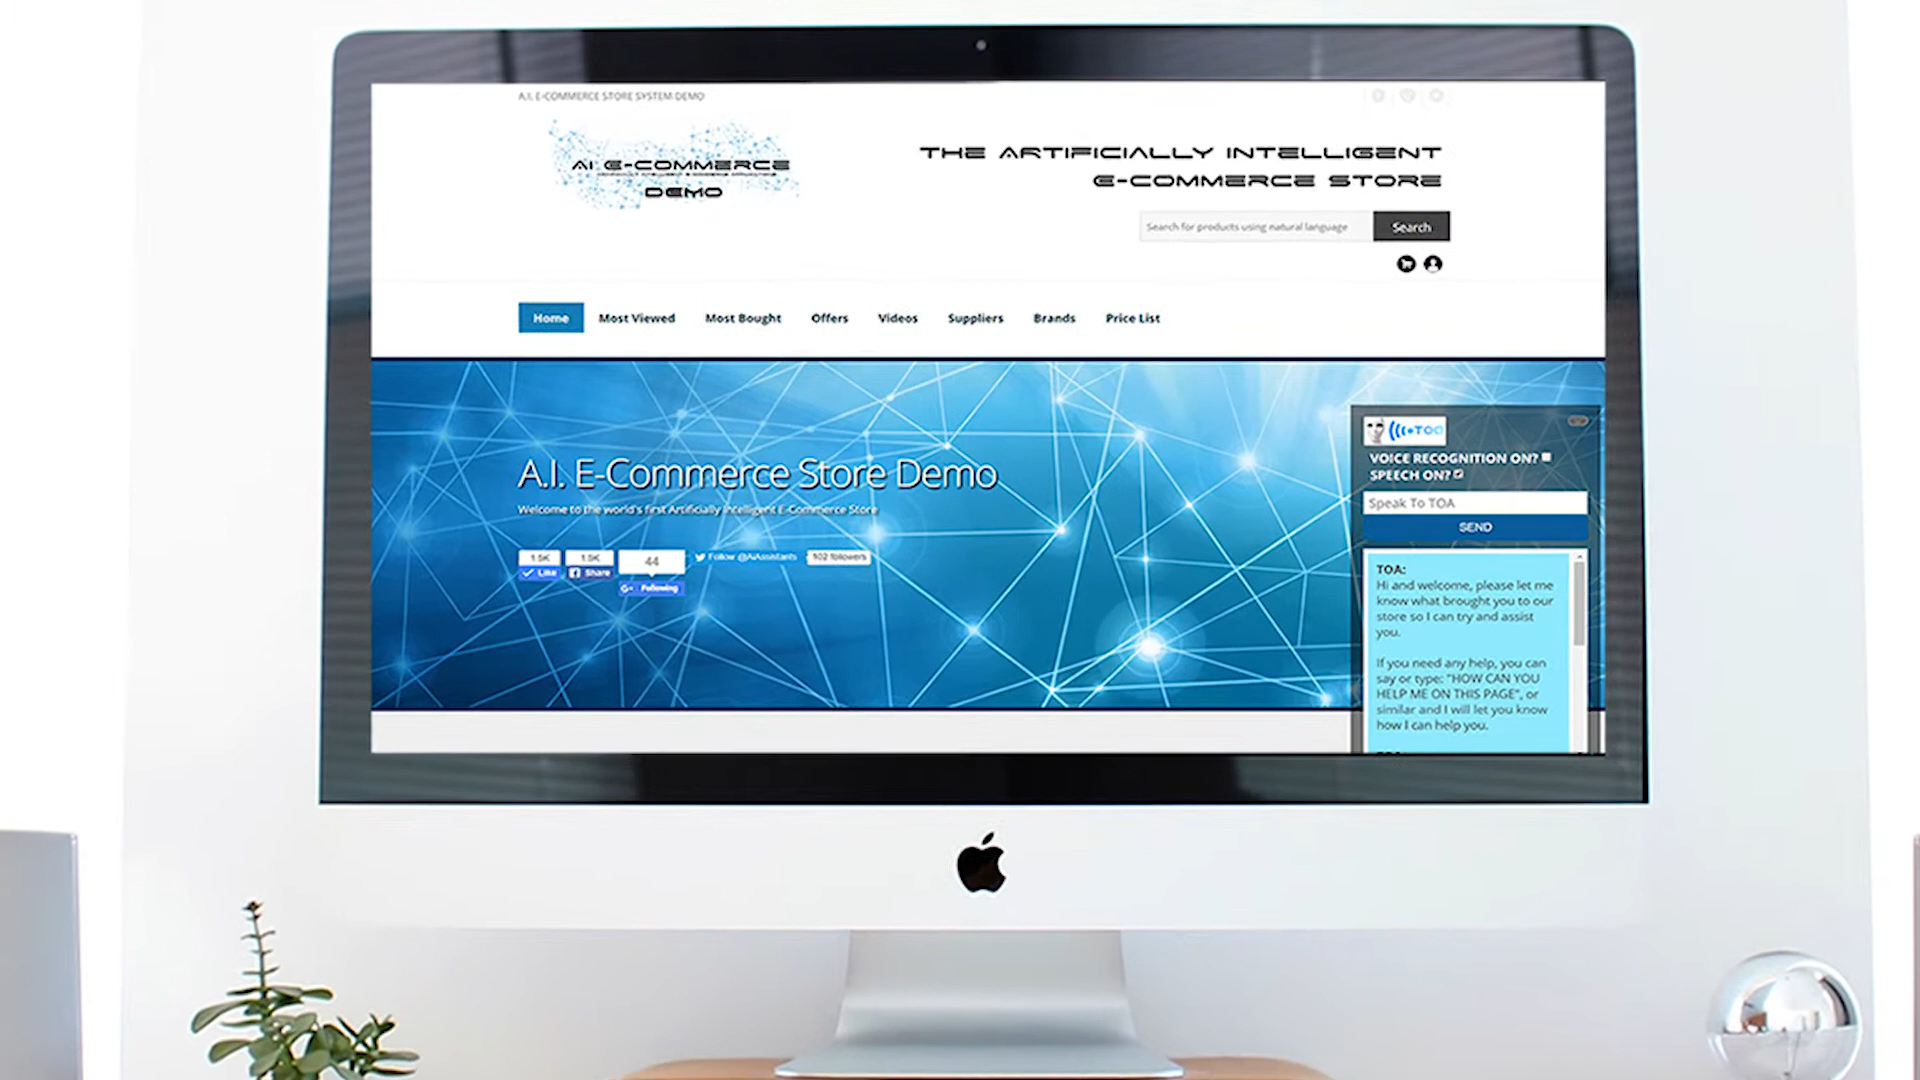 A.I. E-COMMERCE STORE SYSTEM DEMO
A.I. E-COMMERCE
DEMO
THE ARTIFICIALLY INTELLIGENT
E-COMMERCE STORE
Search for products using natural language
Search
Home Most Viewed Most Bought Offers Videos Suppliers Brands Price List
A.I. E-Commerce Store Demo
Welcome to the world's first Artificially Intelligent E-Commerce Store
1.5K 1.5K 44 Follow @AiAssistants 102 followers
Like Share
G+ Following
TOA
VOICE RECOGNITION ON?
SPEECH ON?
Speak To TOA
SEND
TOA:
Hi and welcome, please let me
know what brought you to our
store so I can try and assist
you.
If you need any help, you can
say or type: "HOW CAN YOU
HELP ME ON THIS PAGE", or
similar and I will let you know
how I can help you.